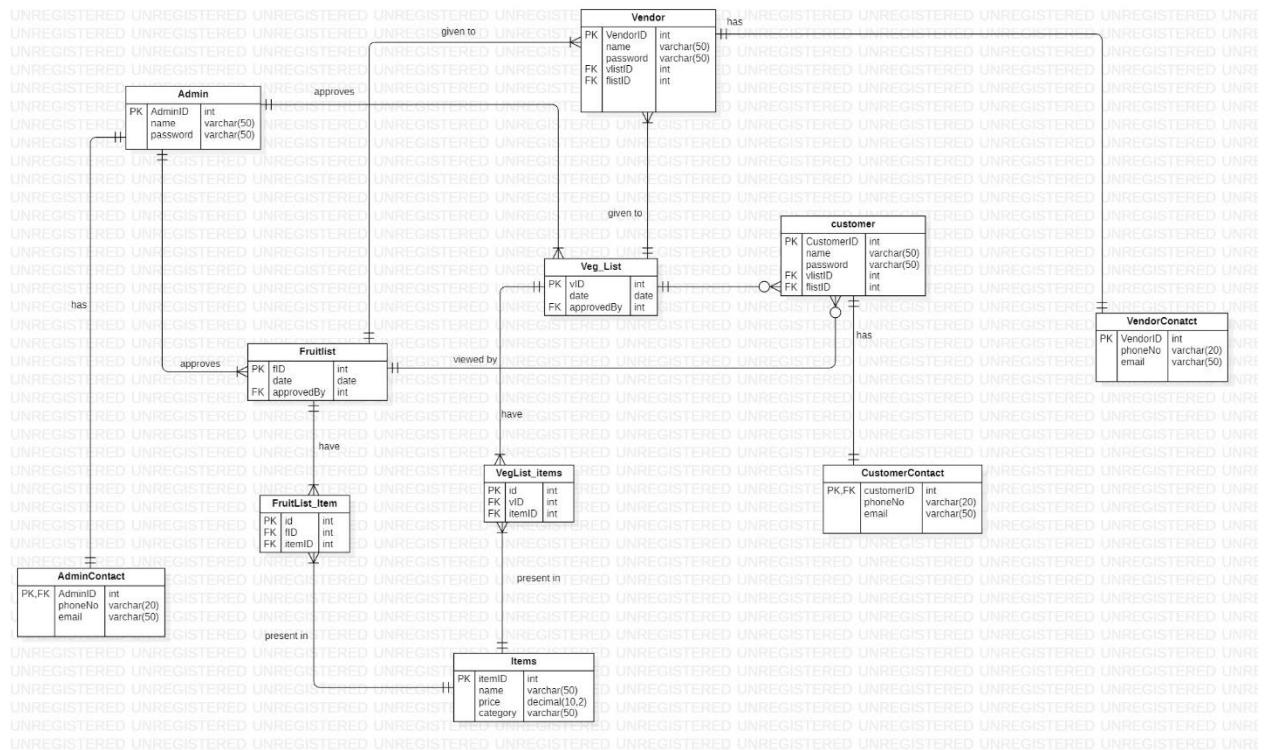 Vendor
PK VendorID int
name varchar(50)
password varchar(50)
FK vlistID int
FK flistID int
has
given to
Admin
PK AdminID int
name varchar(50)
password varchar(50)
approves
given to
customer
PK CustomerID int
name varchar(50)
password varchar(50)
FK vlistID int
FK flistID int
Veg_List
PK vID int
date date
FK approvedBy int
has
VendorConatct
PK VendorID int
phoneNo varchar(20)
email varchar(50)
Fruitlist
PK fID int
date date
FK approvedBy int
approves
viewed by
has
have
have
VegList_items
PK id int
FK vID int
FK itemID int
CustomerContact
PK,FK customerID int
phoneNo varchar(20)
email varchar(50)
FruitList_Item
PK id int
FK fID int
FK itemID int
AdminContact
PK,FK AdminID int
phoneNo varchar(20)
email varchar(50)
present in
present in
Items
PK itemID int
name varchar(50)
price decimal(10,2)
category varchar(50)
UNREGISTERED